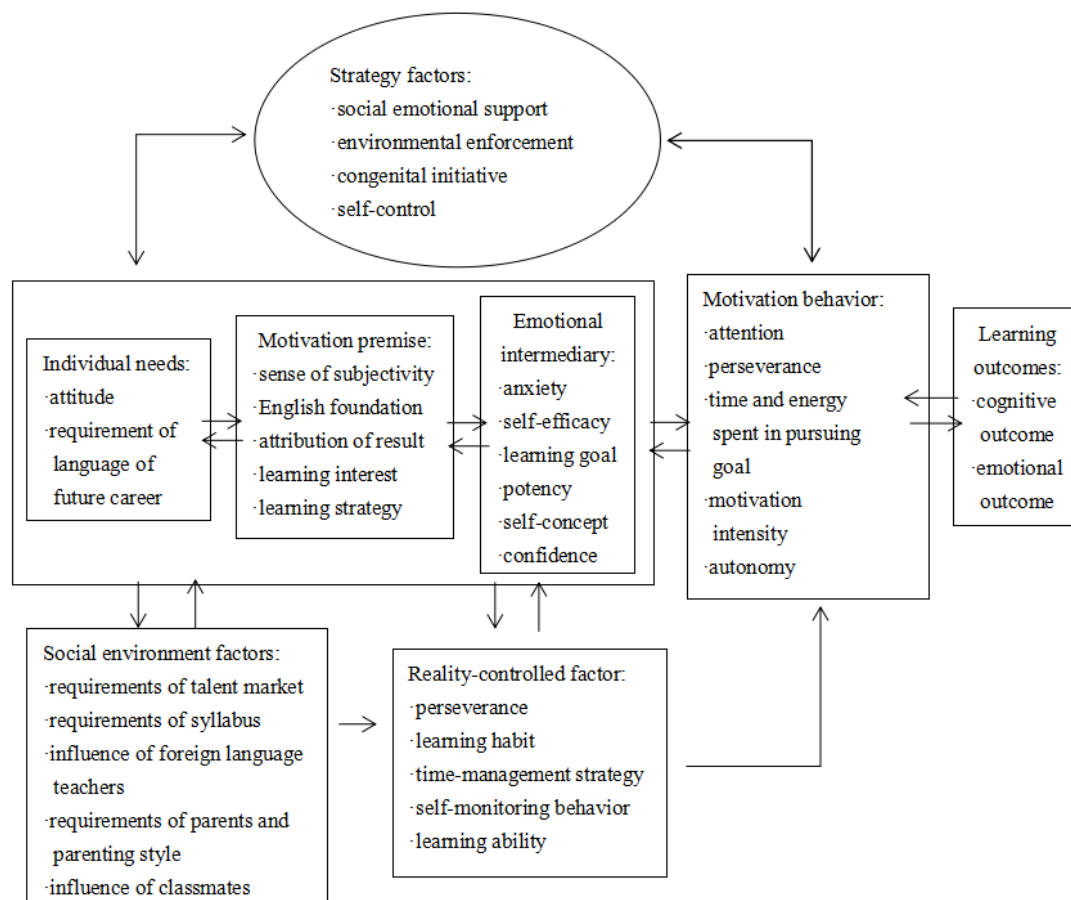 Strategy factors:
·social emotional support
·environmental enforcement
·congenital initiative
·self-control
Individual needs:
·attitude
·requirement of
language of
future career
Motivation premise:
·sense of subjectivity
·English foundation
·attribution of result
·learning interest
·learning strategy
Emotional
intermediary:
·anxiety
·self-efficacy
·learning goal
·potency
·self-concept
·confidence
Motivation behavior:
·attention
·perseverance
·time and energy
spent in pursuing
goal
·motivation
intensity
·autonomy
Learning
outcomes:
·cognitive
outcome
·emotional
outcome
Social environment factors:
·requirements of talent market
·requirements of syllabus
·influence of foreign language
teachers
·requirements of parents and
parenting style
·influence of classmates
Reality-controlled factor:
·perseverance
·learning habit
·time-management strategy
·self-monitoring behavior
·learning ability